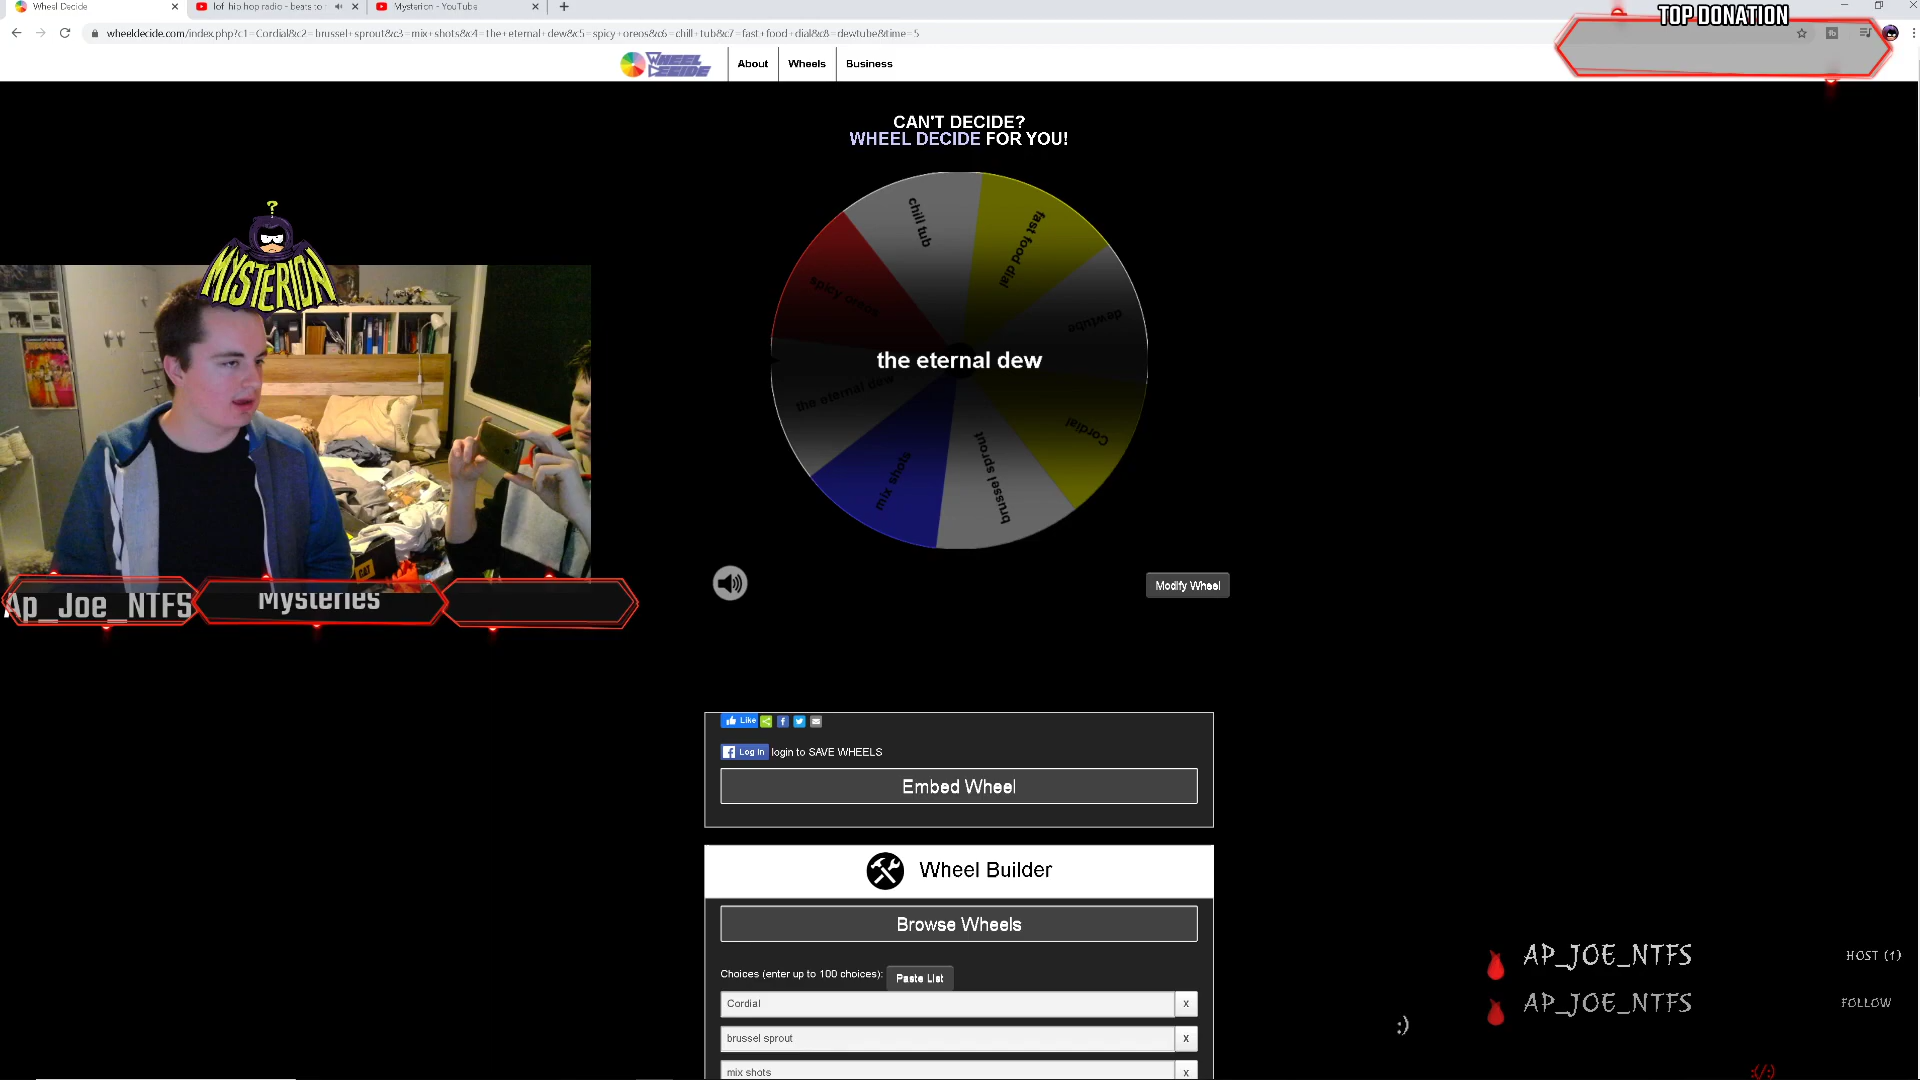 Wheel Decide
lofi hip hop radio - beats to
Mysterion - YouTube
wheeldecide.com/index.php?c1=Cordial&c2=brussel+sprout&c3=mix+shots&c4=the+eternal+dew&c5=spicy+oreos&c6=chill+tub&c7=fast+food+dial&c8=dewtube&time=5
TOP DONATION
WHEEL DECIDE
About
Wheels
Business
CAN'T DECIDE?
WHEEL DECIDE FOR YOU!
chill tub
fast food dial
spicy oreos
dewtube
the eternal dew
the eternal dew
Cordial
mix shots
brussel sprout
?
MYSTERION
CAT
Ap_Joe_NTFS
Mysteries
Modify Wheel
Like
Log In login to SAVE WHEELS
Embed Wheel
Wheel Builder
Browse Wheels
Choices (enter up to 100 choices): Paste List
Cordial x
brussel sprout x
mix shots x
AP_JOE_NTFS HOST (1)
AP_JOE_NTFS FOLLOW
:)
:(/:)